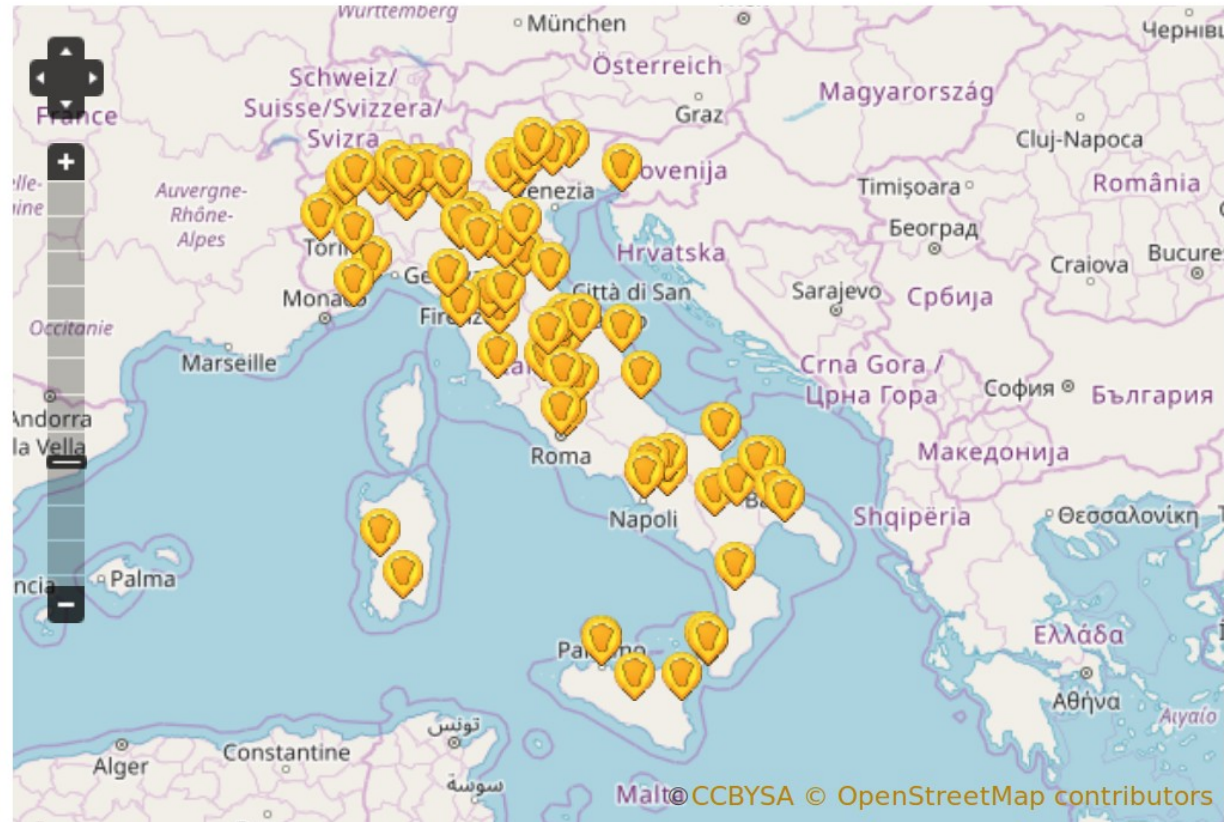 Württemberg
München
Чернівц
Österreich
Schweiz/
Suisse/Svizzera/
Svizra
Magyarország
France
Graz
Cluj-Napoca
+
Slovenija
Timișoara
România
Auvergne-
Rhône-
Alpes
Venezia
Београд
Torino
Hrvatska
Craiova
Monaco
Città di San
Sarajevo
Србија
Occitanie
Firenze
Marseille
Crna Gora /
Црна Гора
София
България
Andorra
la Vella
Roma
Македонија
Napoli
Shqipëria
Θεσσαλονίκη
Palma
−
Palermo
Ελλάδα
Αθήνα
Αιγαίο
تونس
Alger
Constantine
سوسة
Malta
©CCBYSA © OpenStreetMap contributors